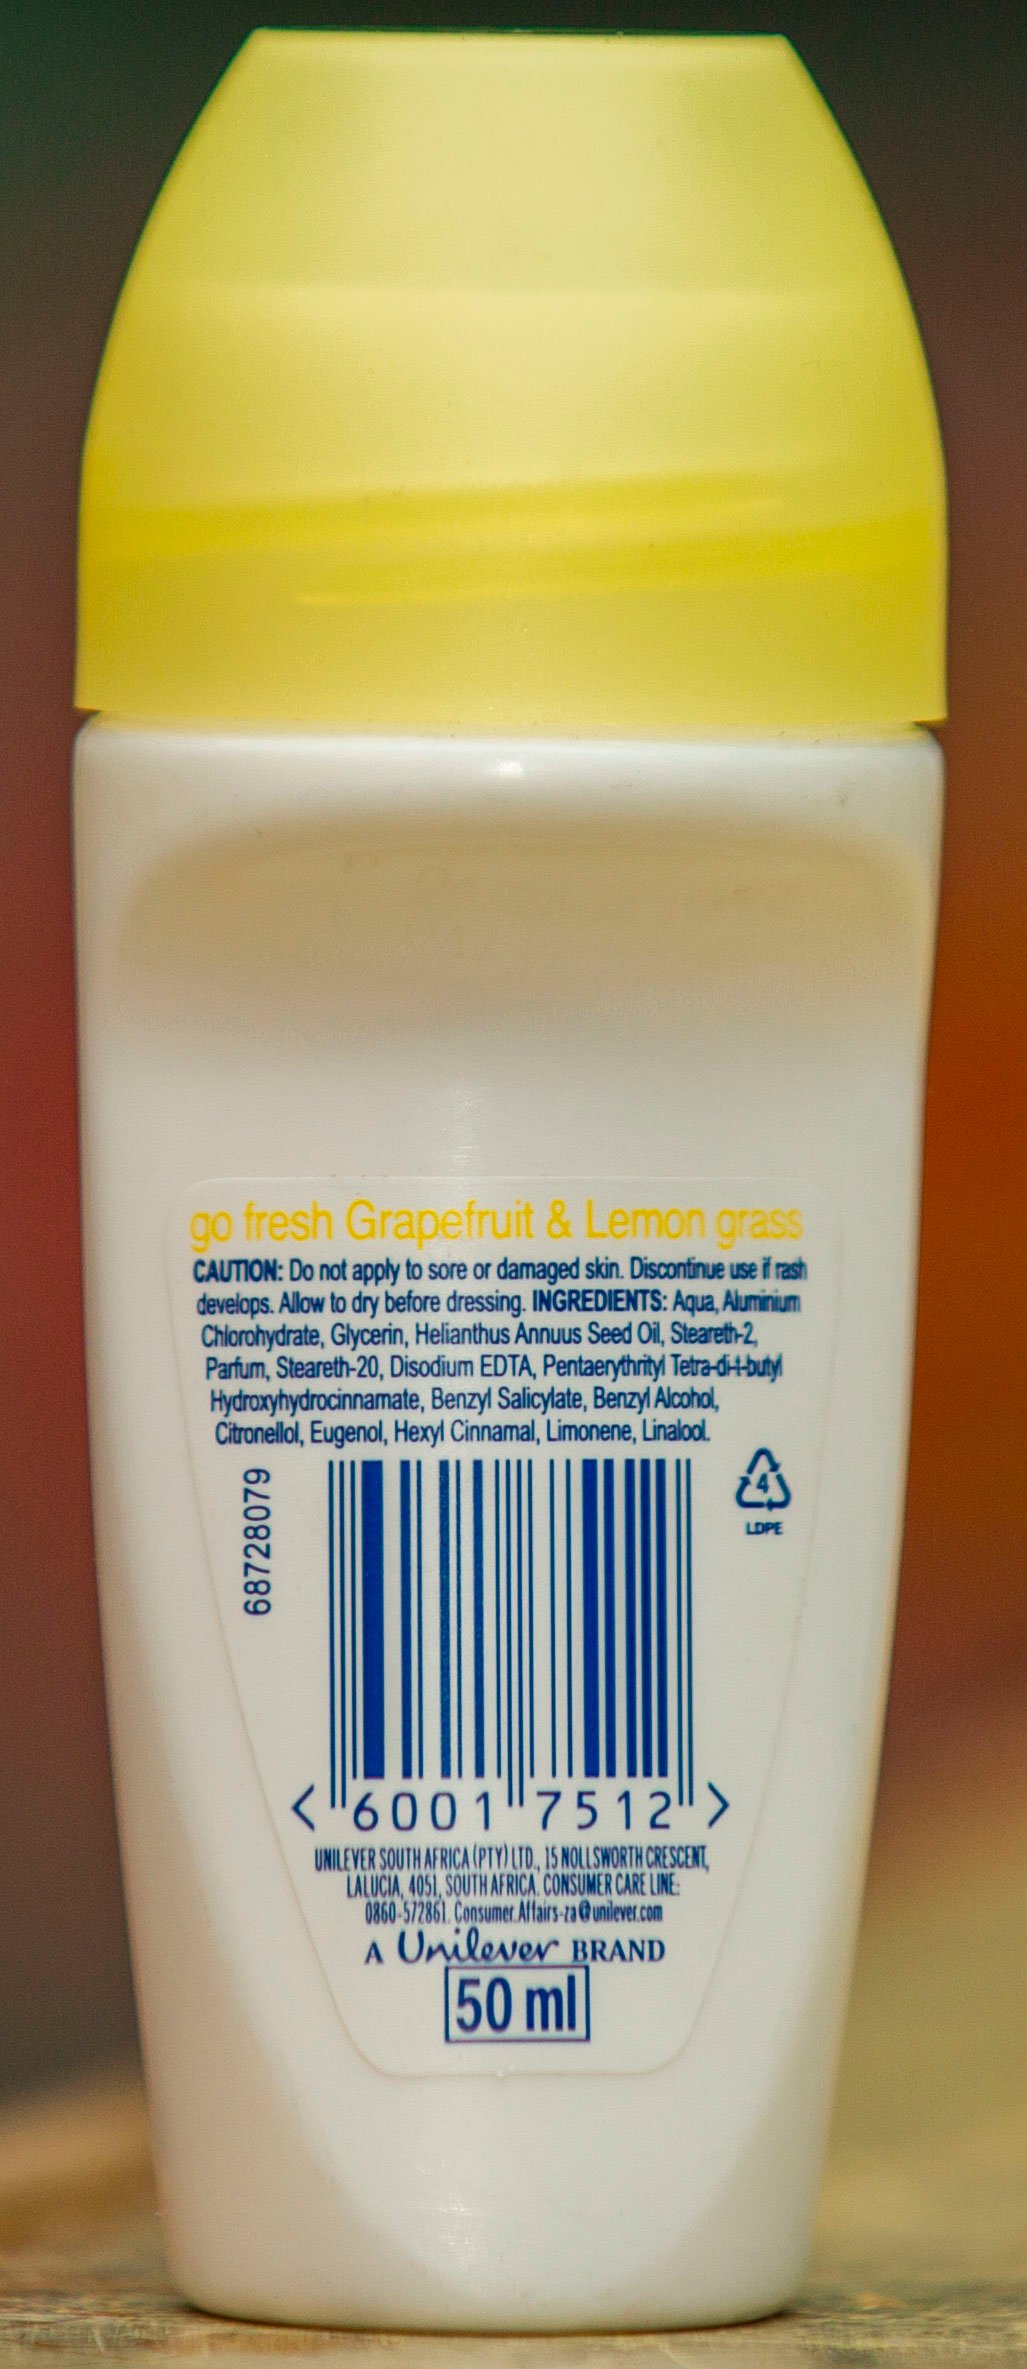 go fresh Grapefruit & Lemon grass
CAUTION: Do not apply to sore or damaged skin. Discontinue use if rash
develops. Allow to dry before dressing. INGREDIENTS: Aqua, Aluminium
Chlorohydrate, Glycerin, Helianthus Annuus Seed Oil, Steareth-2,
Parfum, Steareth-20, Disodium EDTA, Pentaerythrityl Tetra-di-t-butyl
Hydroxyhydrocinnamate, Benzyl Salicylate, Benzyl Alcohol,
Citronellol, Eugenol, Hexyl Cinnamal, Limonene, Linalool.
68728079
4
LDPE
< 6001 7512 >
UNILEVER SOUTH AFRICA (PTY) LTD., 15 NOLLSWORTH CRESCENT,
LALUCIA, 4051, SOUTH AFRICA. CONSUMER CARE LINE:
0860-572861. Consumer.Affairs-za@unilever.com
A Unilever BRAND
50 ml